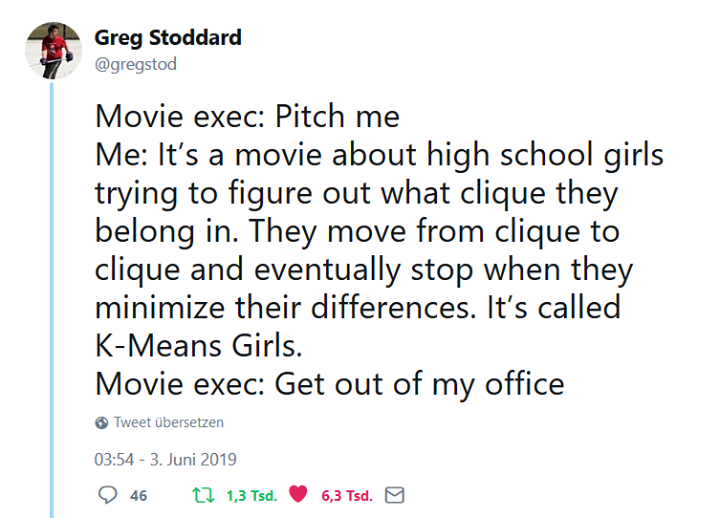 Greg Stoddard
@gregstod
Movie exec: Pitch me
Me: It’s a movie about high school girls
trying to figure out what clique they
belong in. They move from clique to
clique and eventually stop when they
minimize their differences. It’s called
K-Means Girls.
Movie exec: Get out of my office
Tweet übersetzen
03:54 - 3. Juni 2019
46 1,3 Tsd. 6,3 Tsd.